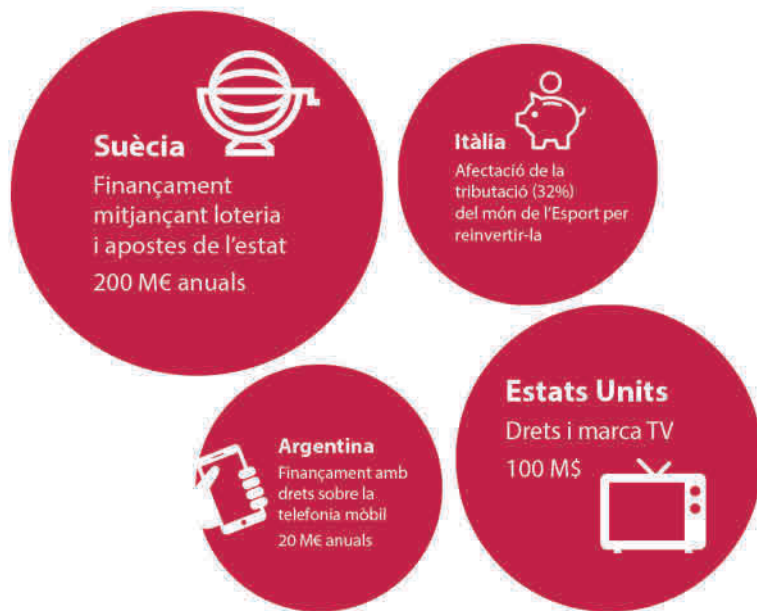 Suècia
Finançament
mitjançant loteria
i apostes de l'estat
200 M€ anuals
Itàlia
Afectació de la
tributació (32%)
del món de l'Esport per
reinvertir-la
Argentina
Finançament amb
drets sobre la
telefonia mòbil
20 M€ anuals
Estats Units
Drets i marca TV
100 M$